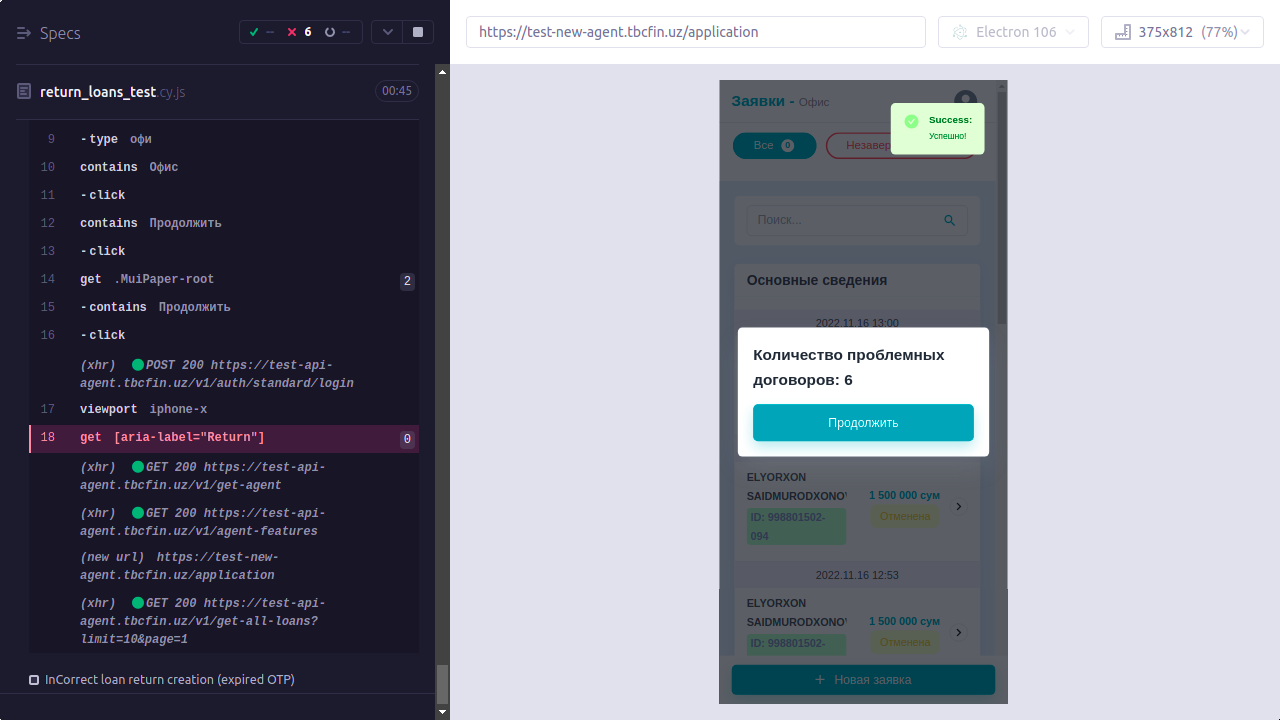 Specs
-- 6 --
return_loans_test.cy.js
00:45
9 -type офи
10 contains Офис
11 -click
12 contains Продолжить
13 -click
14 get .MuiPaper-root 2
15 -contains Продолжить
16 -click
(xhr) POST 200 https://test-api-
agent.tbcfin.uz/v1/auth/standard/login
17 viewport iphone-x
18 get [aria-label="Return"] 0
(xhr) GET 200 https://test-api-
agent.tbcfin.uz/v1/get-agent
(xhr) GET 200 https://test-api-
agent.tbcfin.uz/v1/agent-features
(new url) https://test-new-
agent.tbcfin.uz/application
(xhr) GET 200 https://test-api-
agent.tbcfin.uz/v1/get-all-loans?
limit=10&page=1
InCorrect loan return creation (expired OTP)
https://test-new-agent.tbcfin.uz/application
Electron 106
375x812 (77%)
Заявки - Офис
Success:
Успешно!
Все 0
Незавер
Поиск...
Основные сведения
2022.11.16 13:00
Количество проблемных
договоров: 6
Продолжить
ELYORXON
SAIDMURODXONOV
1 500 000 сум
ID: 998801502-
094
Отменена
2022.11.16 12:53
ELYORXON
SAIDMURODXONOV
1 500 000 сум
ID: 998801502-
Отменена
+ Новая заявка